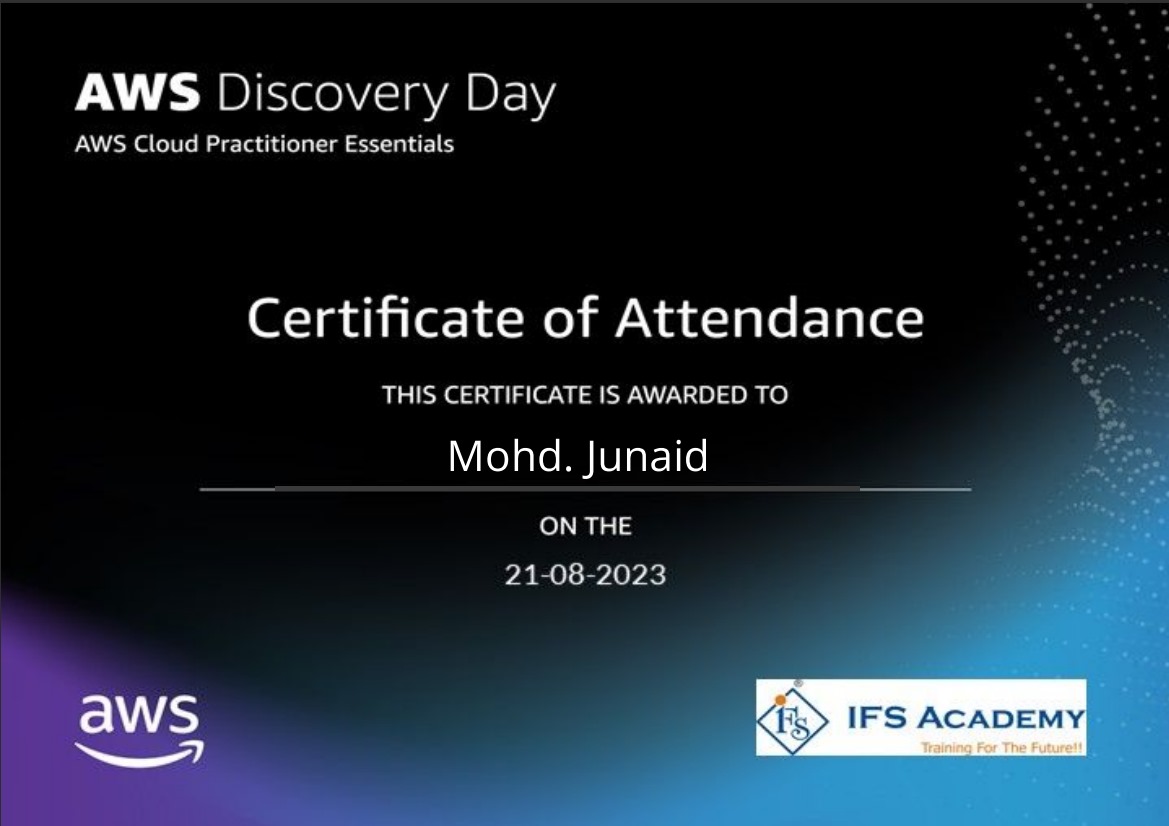 AWS Discovery Day
AWS Cloud Practitioner Essentials
Certificate of Attendance
THIS CERTIFICATE IS AWARDED TO
Mohd. Junaid
ON THE
21-08-2023
aws
IFS ® IFS ACADEMY
Training For The Future!!